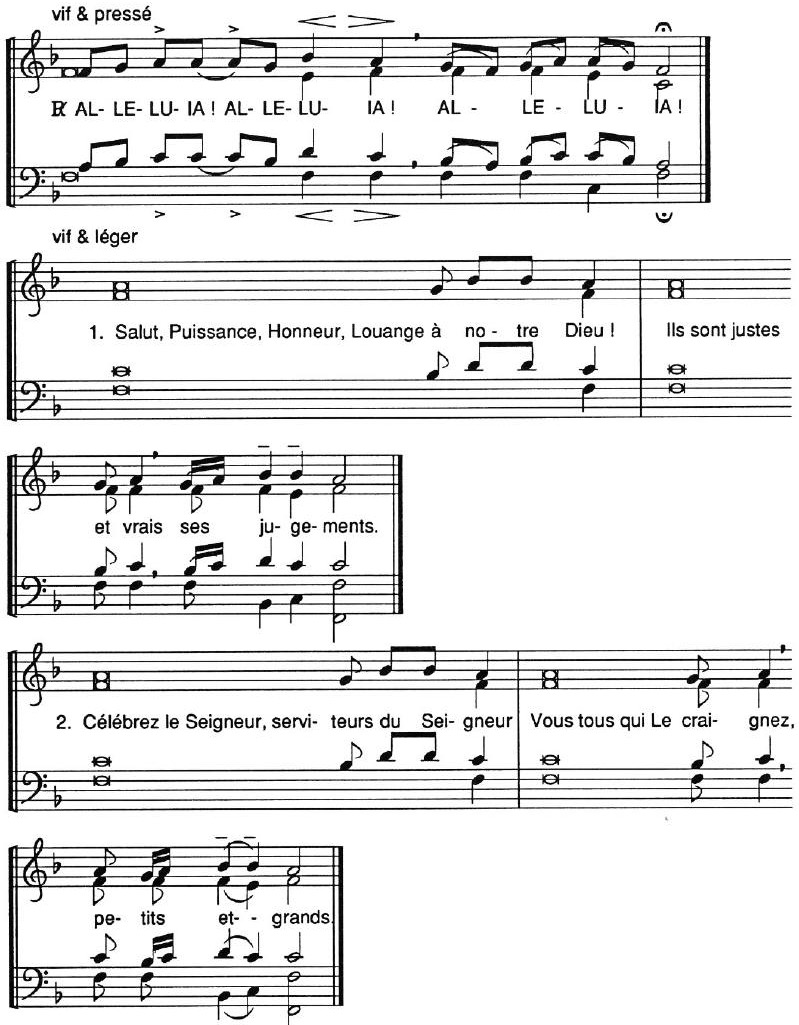 vif & pressé
℟ AL- LE- LU- IA ! AL- LE- LU- IA ! AL - LE - LU - IA !
vif & léger
1. Salut, Puissance, Honneur, Louange à no - tre Dieu ! Ils sont justes
et vrais ses ju- ge- ments.
2. Célébrez le Seigneur, servi- teurs du Sei- gneur Vous tous qui Le crai- gnez,
pe- tits et- - grands.